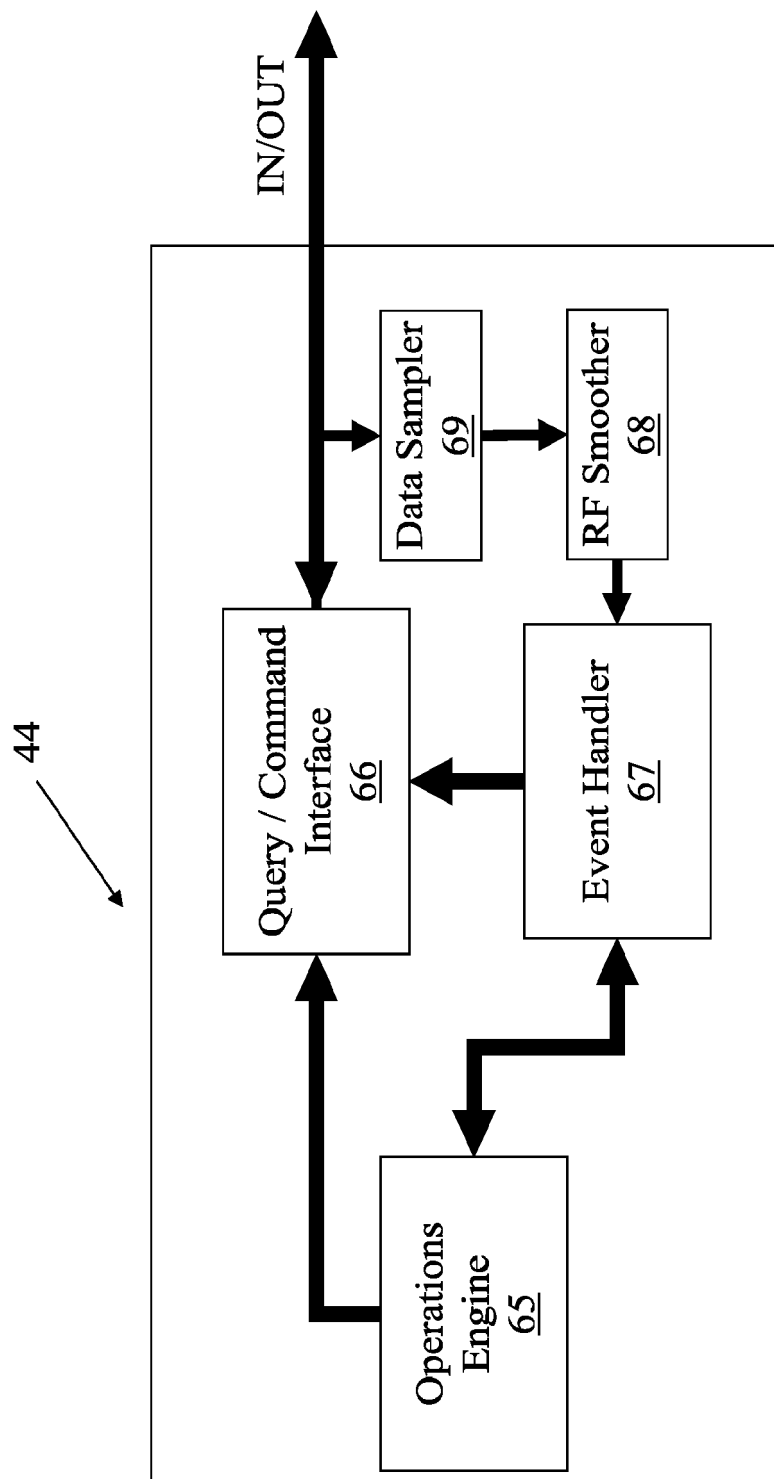 44
IN/OUT
Query / Command
Interface
66
Data Sampler
69
Operations
Engine
65
Event Handler
67
RF Smoother
68